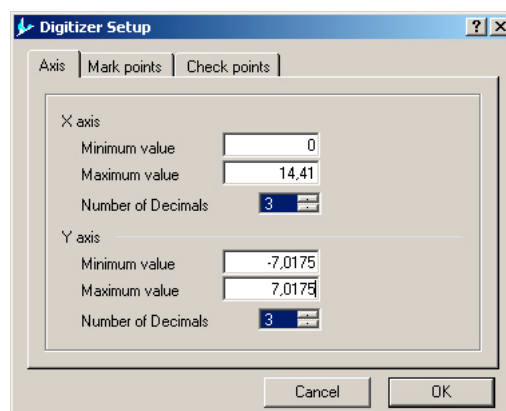 Digitizer Setup
Axis Mark points Check points
X axis
Minimum value 0
Maximum value 14,41
Number of Decimals 3
Y axis
Minimum value -7,0175
Maximum value 7,0175
Number of Decimals 3
Cancel OK